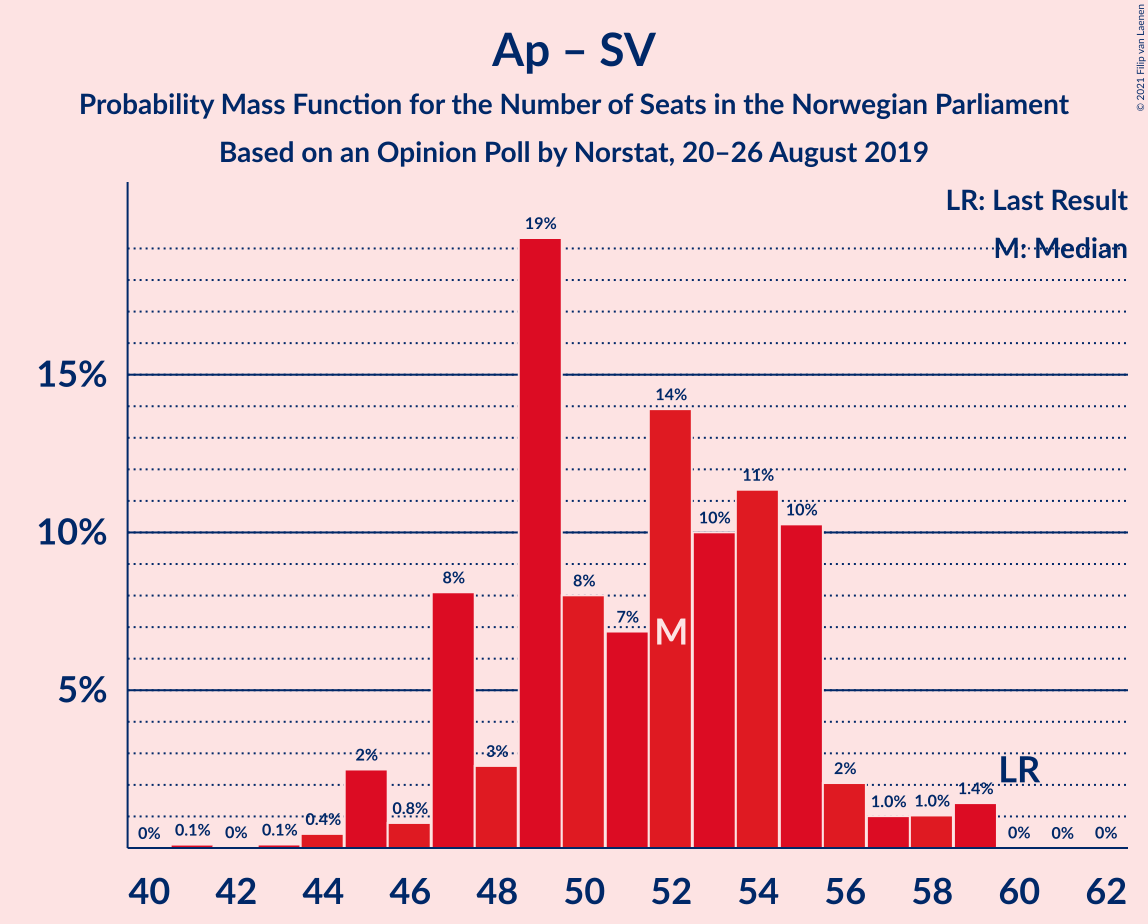 Ap – SV
Probability Mass Function for the Number of Seats in the Norwegian Parliament
Based on an Opinion Poll by Norstat, 20–26 August 2019
© 2021 Filip van Laenen
LR: Last Result
M: Median
15%
10%
5%
0%
0.1%
0%
0.1%
0.4%
2%
0.8%
8%
3%
19%
8%
7%
14%
10%
11%
10%
2%
1.0%
1.0%
1.4%
0%
0%
0%
M
LR
40 42 44 46 48 50 52 54 56 58 60 62